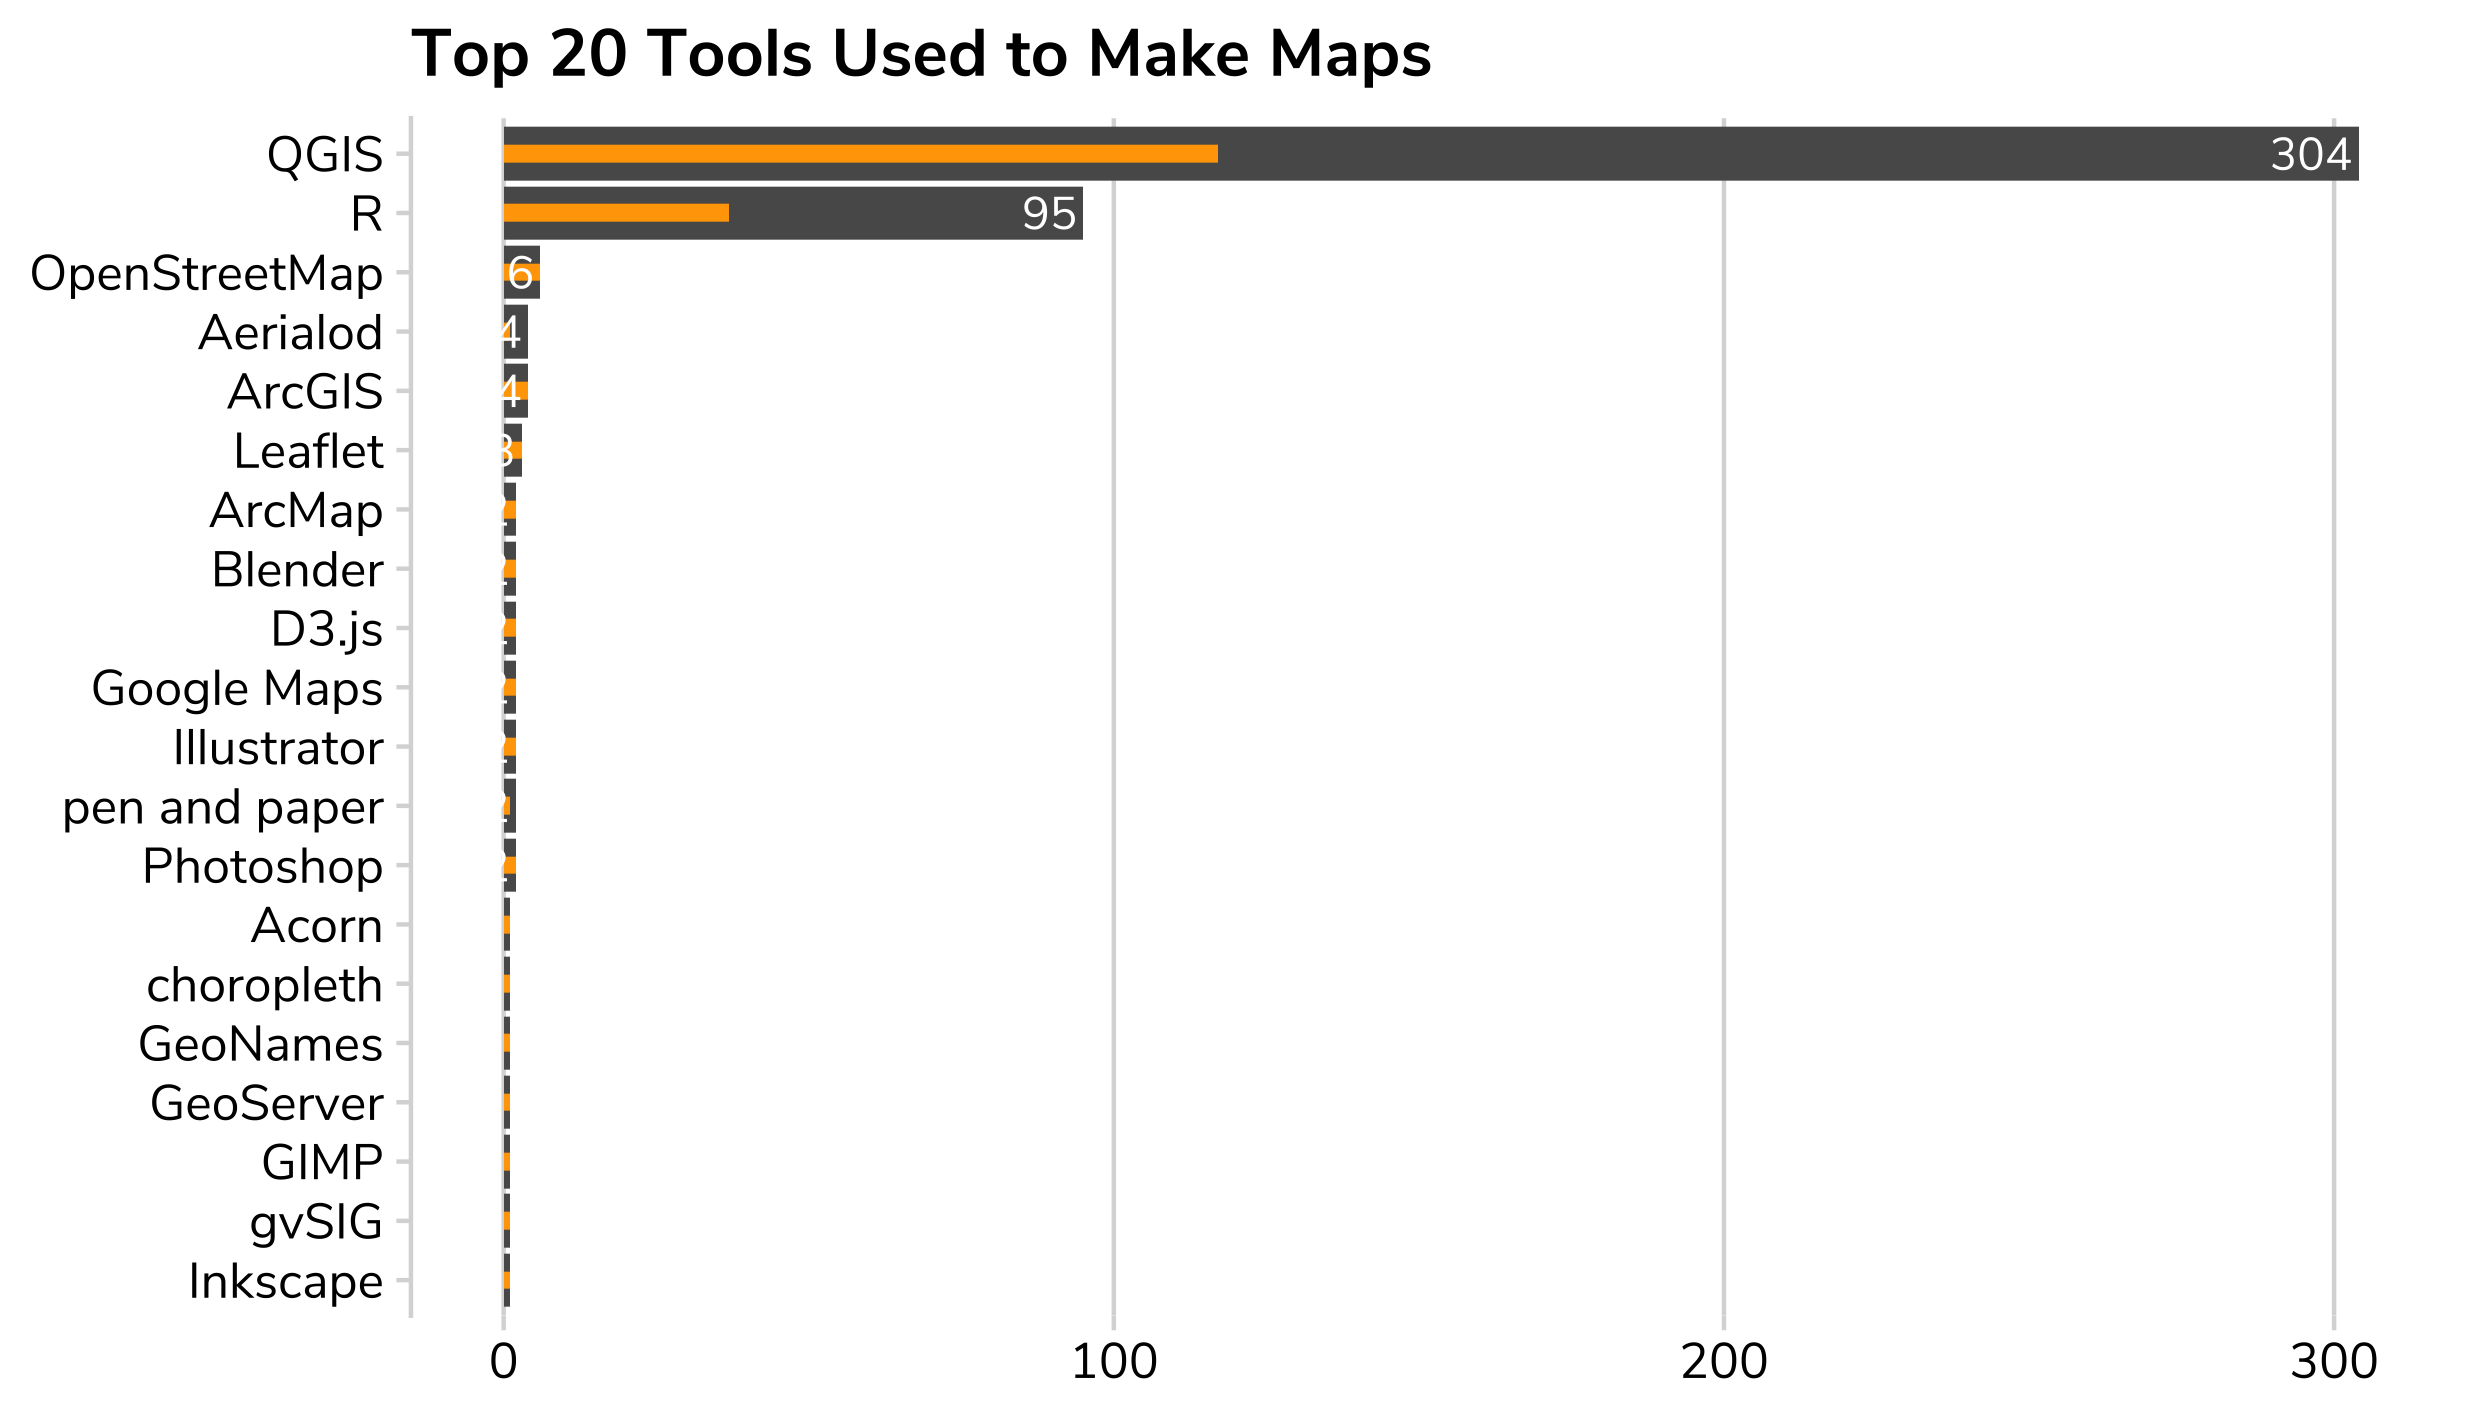 Top 20 Tools Used to Make Maps
QGIS 304
R 95
OpenStreetMap 6
Aerialod 4
ArcGIS 4
Leaflet 3
ArcMap
Blender
D3.js
Google Maps
Illustrator
pen and paper
Photoshop
Acorn
choropleth
GeoNames
GeoServer
GIMP
gvSIG
Inkscape
0 100 200 300